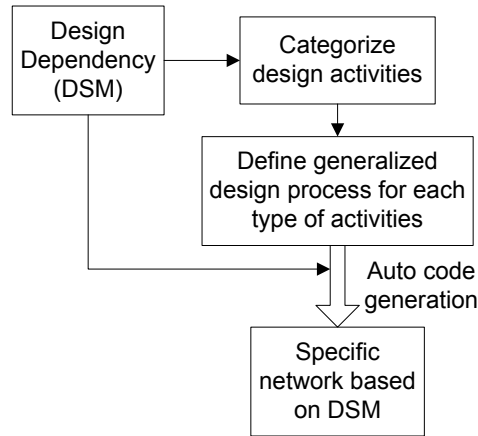 Design
Dependency
(DSM)
Categorize
design activities
Define generalized
design process for each
type of activities
Auto code
generation
Specific
network based
on DSM